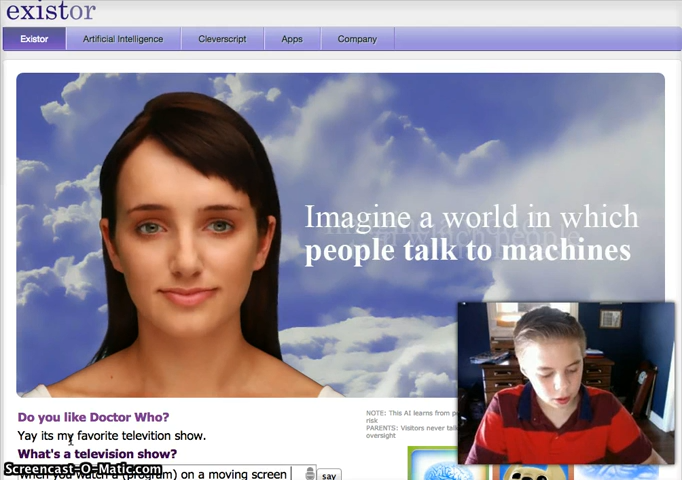 existor
Existor
Artificial Intelligence
Cleverscript
Apps
Company
Imagine a world in which
people talk to machines
Do you like Doctor Who?
Yay its my favorite televition show.
What's a television show?
when you watch a (program) on a moving screen
say
NOTE: This AI learns from
risk
PARENTS: Visitors never
oversight
Screencast-O-Matic.com